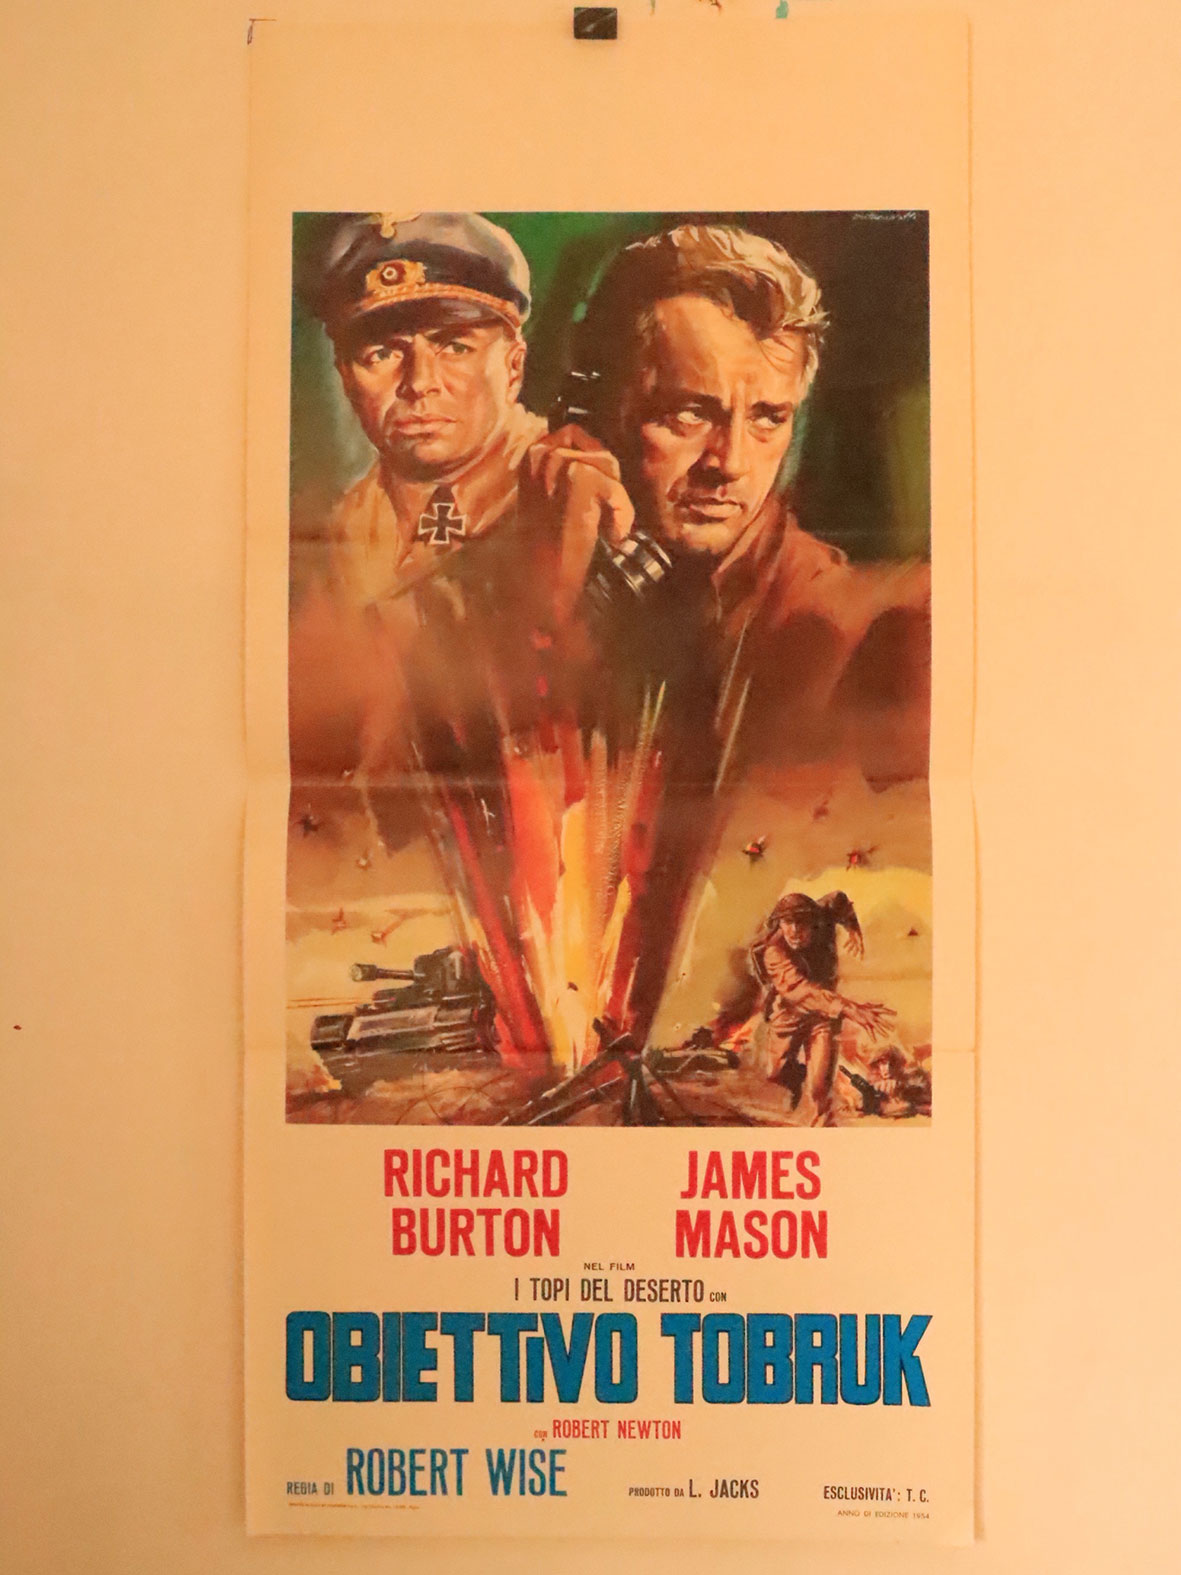 RICHARD BURTON
JAMES MASON
NEL FILM
I TOPI DEL DESERTO CON
OBIETTIVO TOBRUK
CON ROBERT NEWTON
REGIA DI ROBERT WISE
PRODOTTO DA L. JACKS
ESCLUSIVITA': T. C.
ANNO DI EDIZIONE 1954